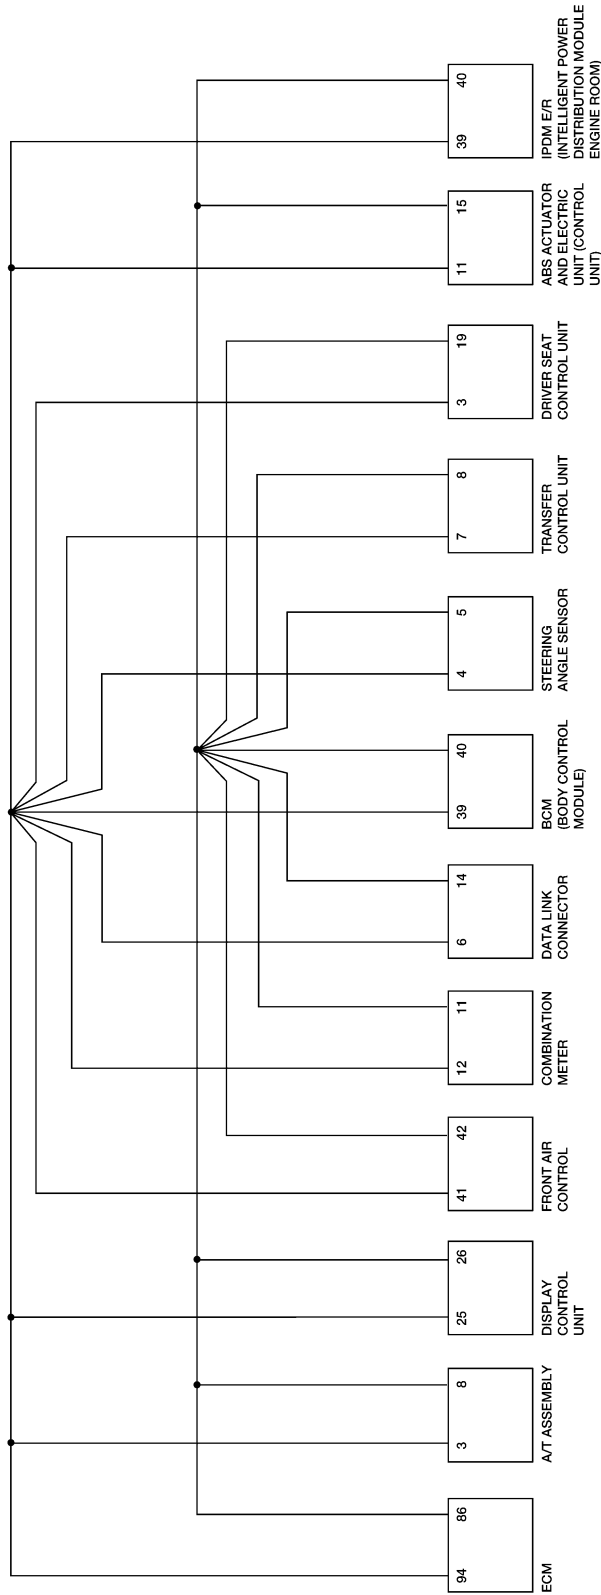 94
86
ECM
3
8
A/T ASSEMBLY
25
26
DISPLAY
CONTROL
UNIT
41
42
FRONT AIR
CONTROL
12
11
COMBINATION
METER
6
14
DATA LINK
CONNECTOR
39
40
BCM
(BODY CONTROL
MODULE)
4
5
STEERING
ANGLE SENSOR
7
8
TRANSFER
CONTROL UNIT
3
19
DRIVER SEAT
CONTROL UNIT
11
15
ABS ACTUATOR
AND ELECTRIC
UNIT (CONTROL
UNIT)
39
40
IPDM E/R
(INTELLIGENT POWER
DISTRIBUTION MODULE
ENGINE ROOM)